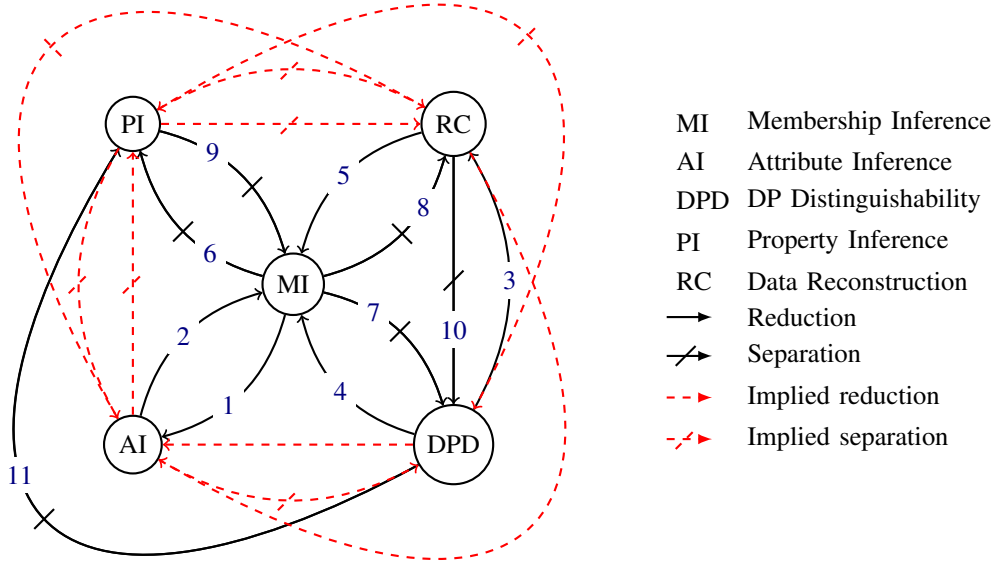 PI
RC
9
5
8
6
MI
3
7
2
10
4
1
AI
DPD
11
MI Membership Inference
AI Attribute Inference
DPD DP Distinguishability
PI Property Inference
RC Data Reconstruction
Reduction
Separation
Implied reduction
Implied separation